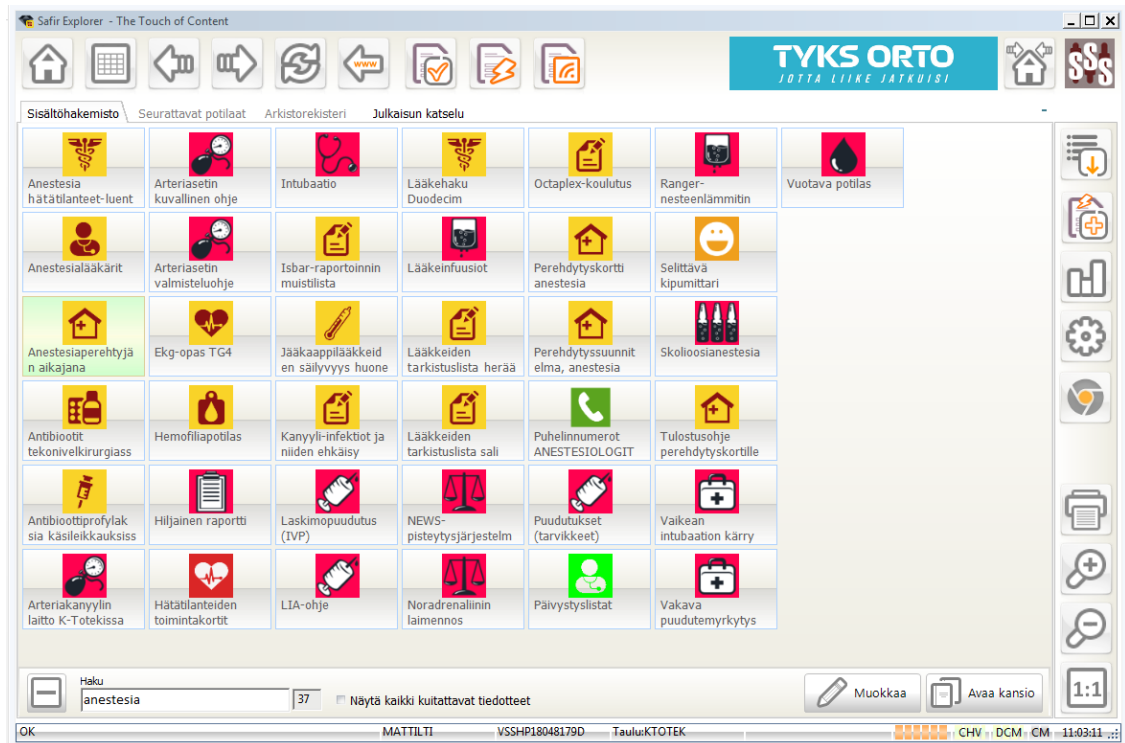 Safir Explorer - The Touch of Content
www
TYKS ORTO
JOTTA LIIKE JATKUISI
SSS
Sisältöhakemisto Seurattavat potilaat Arkistorekisteri Julkaisun katselu
Anestesia
hätätilanteet-luent
Arteriasetin
kuvallinen ohje
Intubaatio
Lääkehaku
Duodecim
Octaplex-koulutus
Ranger-
nesteenlämmitin
Vuotava potilas
Anestesialääkärit
Arteriasetin
valmisteluohje
Isbar-raportoinnin
muistilista
Lääkeinfuusiot
Perehdytyskortti
anestesia
Selittävä
kipumittari
Anestesiaperehtyjä
n aikajana
Ekg-opas TG4
Jääkaappilääkkeid
en säilyvyys huone
Lääkkeiden
tarkistuslista herää
Perehdytyssuunnit
elma, anestesia
Skolioosianestesia
Antibiootit
tekonivelkirurgiass
Hemofiliapotilas
Kanyyli-infektiot ja
niiden ehkäisy
Lääkkeiden
tarkistuslista sali
Puhelinnumerot
ANESTESIOLOGIT
Tulostusohje
perehdytyskortille
Antibioottiprofylak
sia käsileikkauksiss
Hiljainen raportti
Laskimopuudutus
(IVP)
NEWS-
pisteytysjärjestelm
Puudutukset
(tarvikkeet)
Vaikean
intubaation kärry
Arteriakanyylin
laitto K-Totekissa
Hätätilanteiden
toimintakortit
LIA-ohje
Noradrenaliinin
laimennos
Päivystyslistat
Vakava
puudutemyrkytys
Haku
anestesia 37 Näytä kaikki kuitattavat tiedotteet Muokkaa Avaa kansio
1:1
OK MATTILTI VSSHP18048179D Taulu:KTOTEK CHV DCM CM 11:03:11